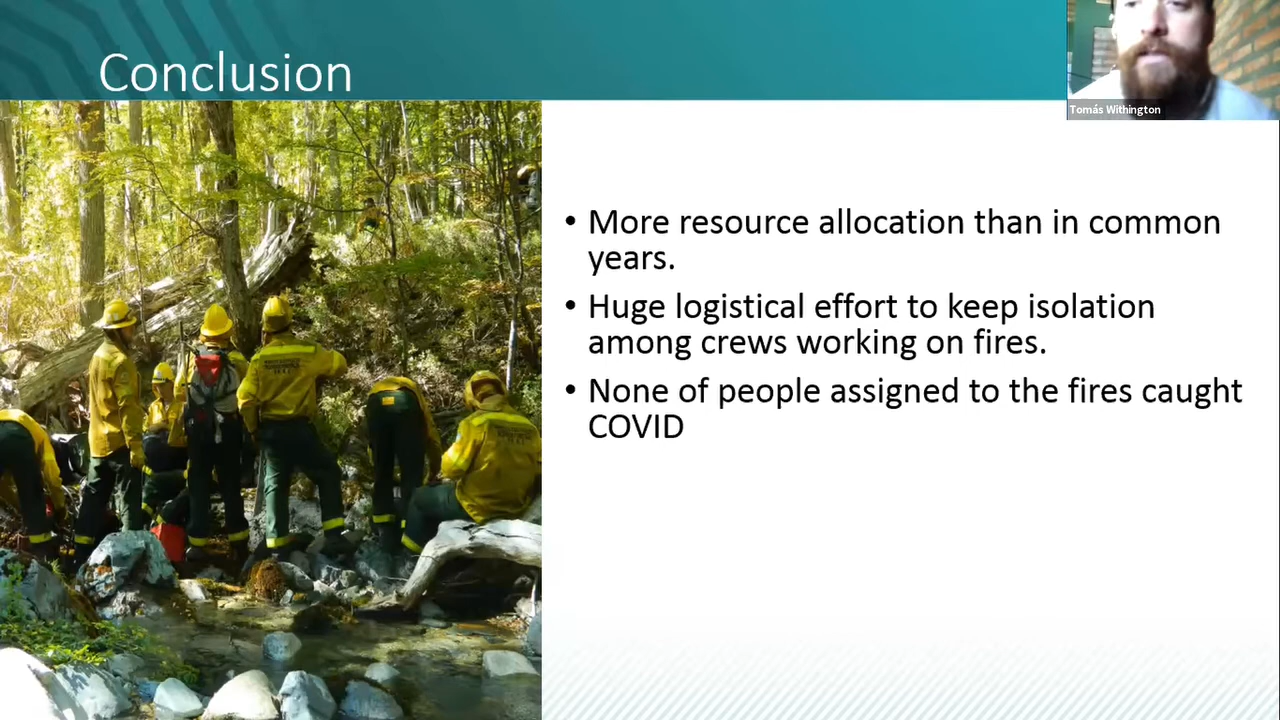 Conclusion
Tomás Withington
• More resource allocation than in common
years.
• Huge logistical effort to keep isolation
among crews working on fires.
• None of people assigned to the fires caught
COVID